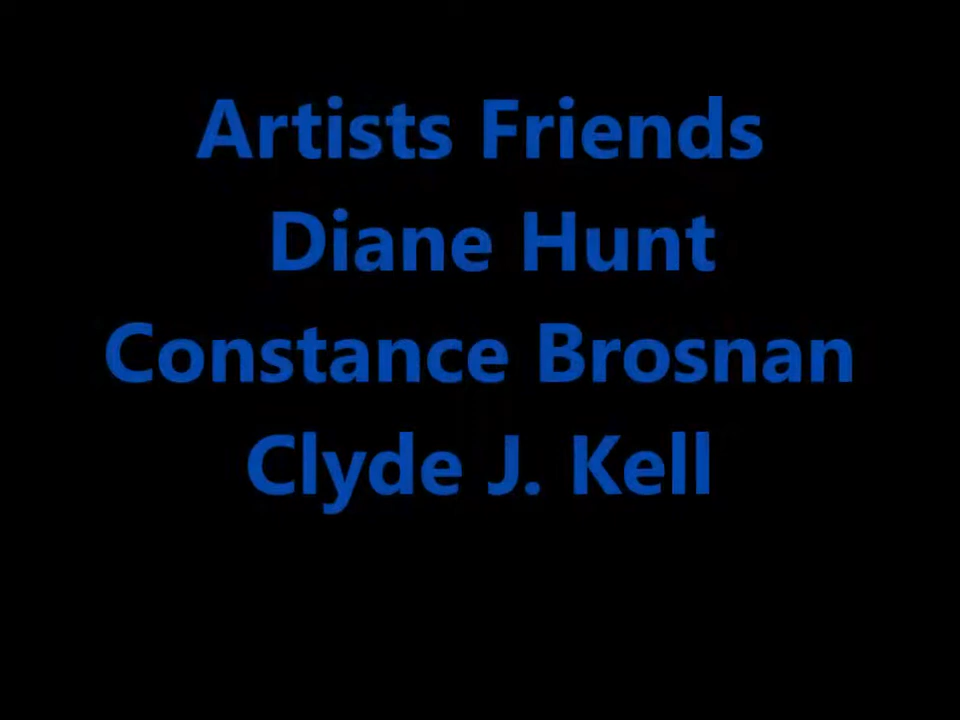 Artists Friends
Diane Hunt
Constance Brosnan
Clyde J. Kell